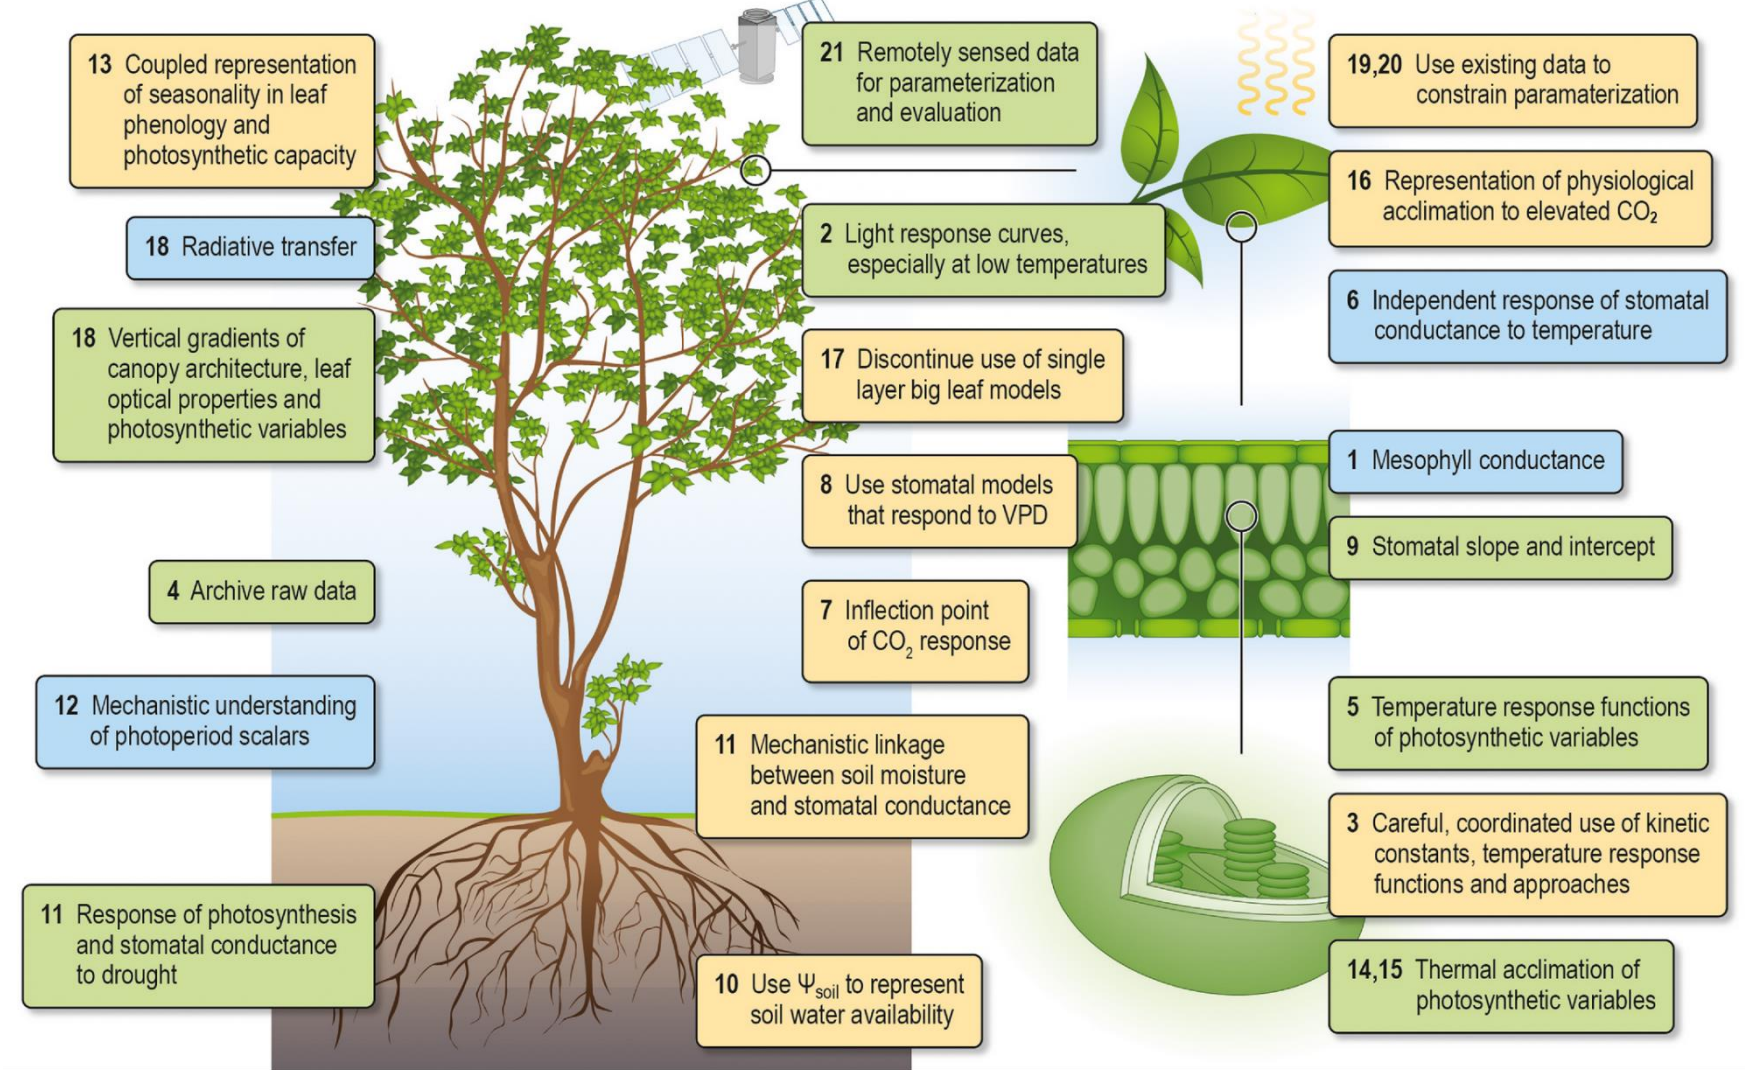 13 Coupled representation
of seasonality in leaf
phenology and
photosynthetic capacity
18 Radiative transfer
18 Vertical gradients of
canopy architecture, leaf
optical properties and
photosynthetic variables
4 Archive raw data
12 Mechanistic understanding
of photoperiod scalars
11 Response of photosynthesis
and stomatal conductance
to drought
21 Remotely sensed data
for parameterization
and evaluation
2 Light response curves,
especially at low temperatures
17 Discontinue use of single
layer big leaf models
8 Use stomatal models
that respond to VPD
7 Inflection point
of CO₂ response
11 Mechanistic linkage
between soil moisture
and stomatal conductance
10 Use Ψsoil to represent
soil water availability
19,20 Use existing data to
constrain paramaterization
16 Representation of physiological
acclimation to elevated CO₂
6 Independent response of stomatal
conductance to temperature
1 Mesophyll conductance
9 Stomatal slope and intercept
5 Temperature response functions
of photosynthetic variables
3 Careful, coordinated use of kinetic
constants, temperature response
functions and approaches
14,15 Thermal acclimation of
photosynthetic variables